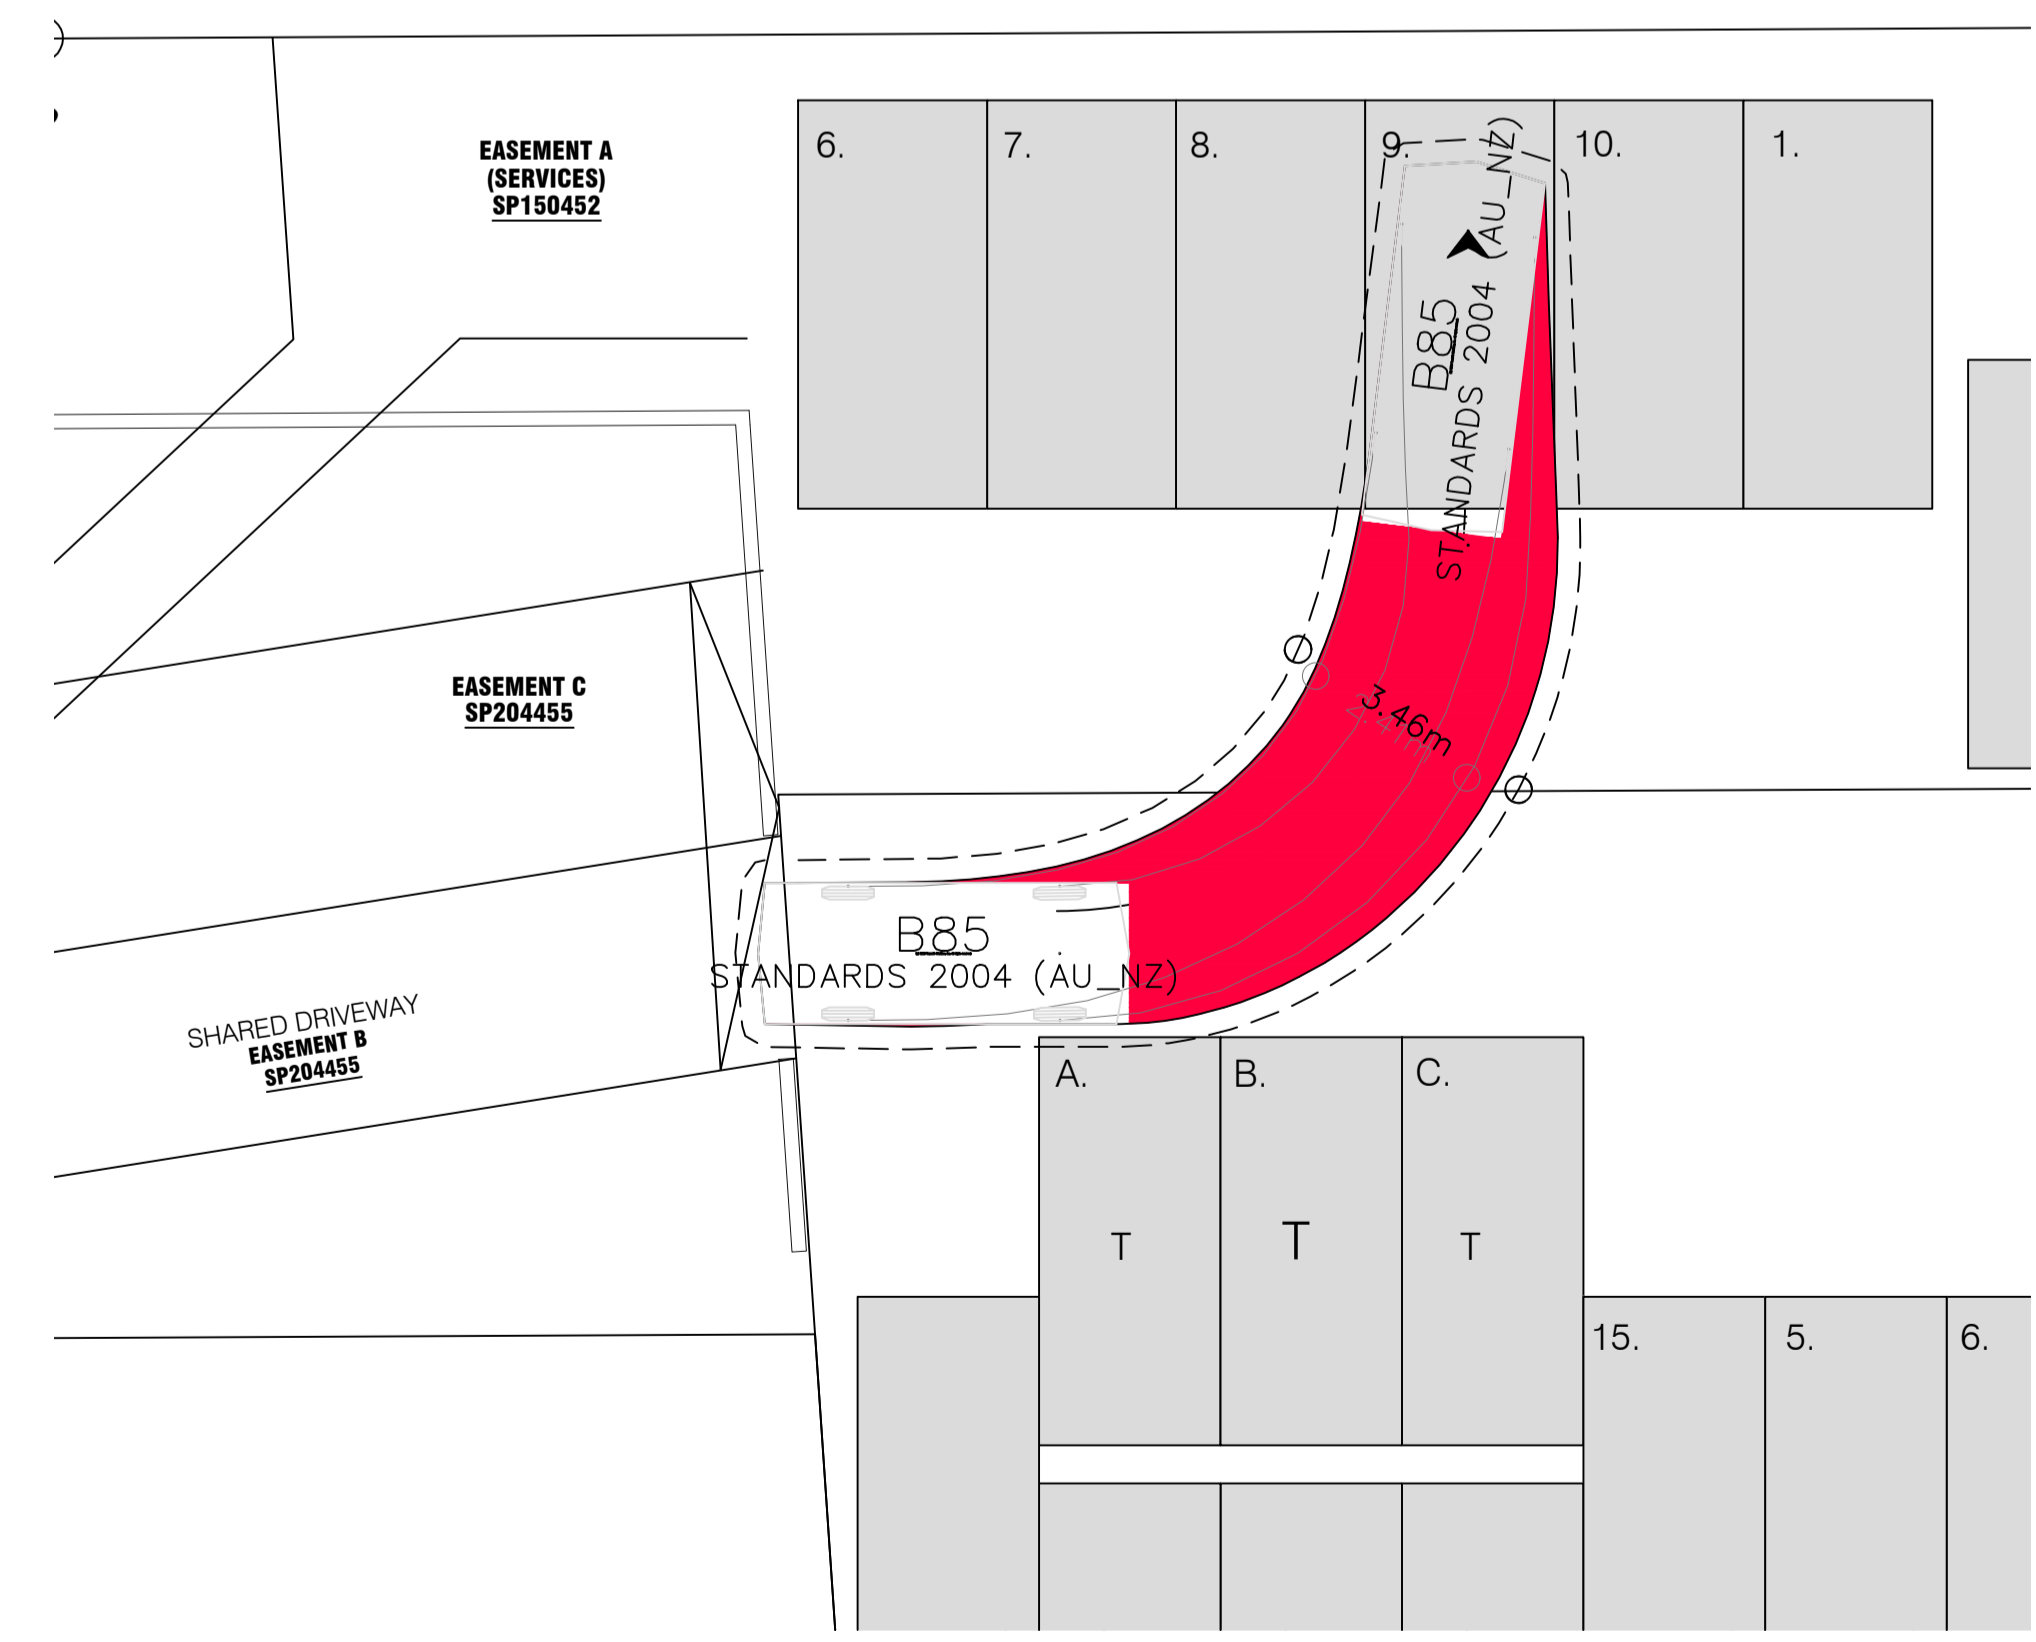 EASEMENT A
(SERVICES)
SP150452
6.
7.
8.
9.
10.
1.
B85
STANDARDS 2004 (AU_NZ)
EASEMENT C
SP204455
3.46m
B85
STANDARDS 2004 (AU_NZ)
SHARED DRIVEWAY
EASEMENT B
SP204455
A.
B.
C.
T
T
T
15.
5.
6.